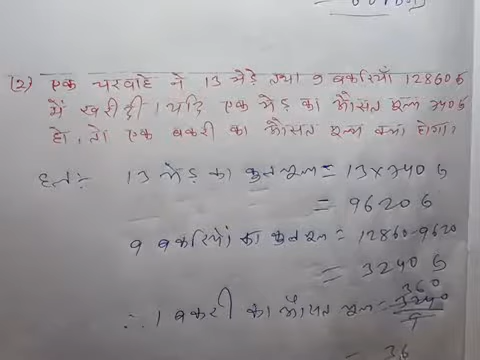 (2) एक चरवाहे ने 13 भेड़े तथा 9 बकरियाँ 12860 ₹
में खरीदी। यदि एक भेड़ का औसत मूल्य 740 ₹
हो, तो एक बकरी का औसत मूल्य क्या होगा?
हल :- 13 भेड़ का कुल मूल्य = 13 × 740 ₹
= 9620 ₹
9 बकरियों का कुल मूल्य = 12860 - 9620
= 3240 ₹
360
∴ 1 बकरी का औसत मूल्य = 3240
9
= 36